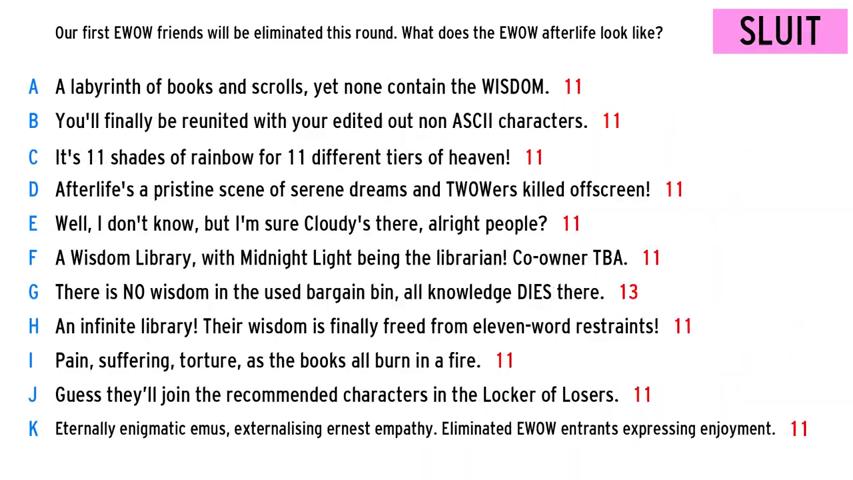 Our first EWOW friends will be eliminated this round. What does the EWOW afterlife look like?
SLUIT
A A labyrinth of books and scrolls, yet none contain the WISDOM. 11
B You'll finally be reunited with your edited out non ASCII characters. 11
C It's 11 shades of rainbow for 11 different tiers of heaven! 11
D Afterlife's a pristine scene of serene dreams and TWOWers killed offscreen! 11
E Well, I don't know, but I'm sure Cloudy's there, alright people? 11
F A Wisdom Library, with Midnight Light being the librarian! Co-owner TBA. 11
G There is NO wisdom in the used bargain bin, all knowledge DIES there. 13
H An infinite library! Their wisdom is finally freed from eleven-word restraints! 11
I Pain, suffering, torture, as the books all burn in a fire. 11
J Guess they’ll join the recommended characters in the Locker of Losers. 11
K Eternally enigmatic emus, externalising ernest empathy. Eliminated EWOW entrants expressing enjoyment. 11